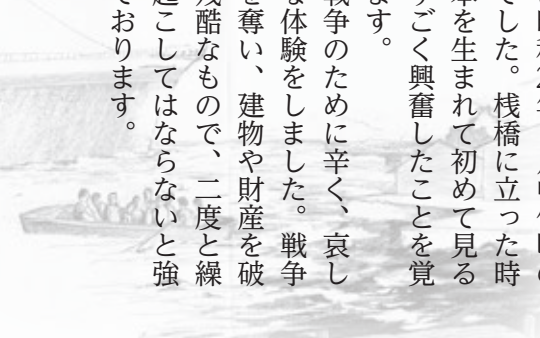 でした。桟橋に立った時
本を生まれて初めて見る
すごく興奮したことを覚
ます。
戦争のために辛く、哀し
な体験をしました。戦争
を奪い、建物や財産を破
残酷なもので、二度と繰
起こしてはならないと強
ております。